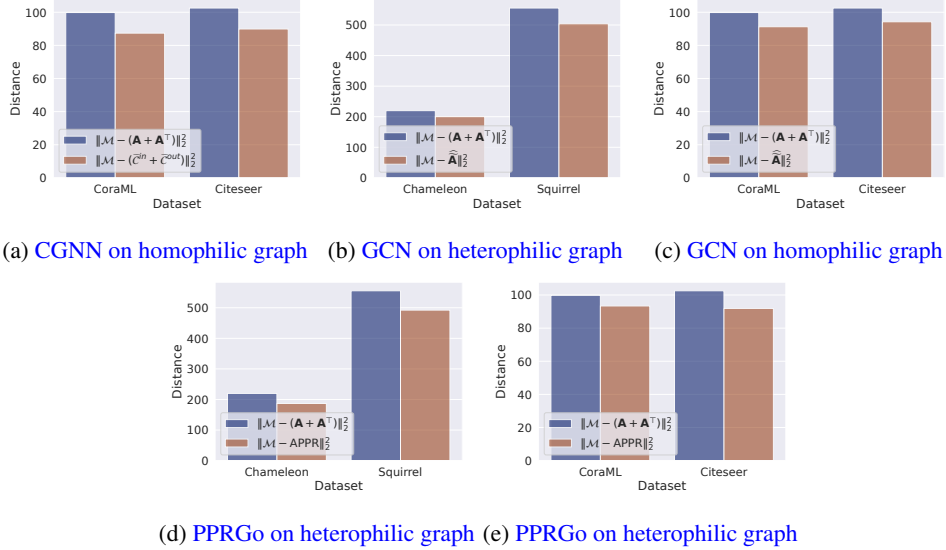 100
80
60
40
20
0
Distance
‖ℳ − (A + A⊤)‖₂²
‖ℳ − (C̃ⁱⁿ + C̃ᵒᵘᵗ)‖₂²
CoraML Citeseer
Dataset
500
400
300
200
100
0
Distance
‖ℳ − (A + A⊤)‖₂²
‖ℳ − Ẫ‖₂²
Chameleon Squirrel
Dataset
100
80
60
40
20
0
Distance
‖ℳ − (A + A⊤)‖₂²
‖ℳ − Ẫ‖₂²
CoraML Citeseer
Dataset
(a) CGNN on homophilic graph (b) GCN on heterophilic graph (c) GCN on homophilic graph
500
400
300
200
100
0
Distance
‖ℳ − (A + A⊤)‖₂²
‖ℳ − APPR‖₂²
Chameleon Squirrel
Dataset
100
80
60
40
20
0
Distance
‖ℳ − (A + A⊤)‖₂²
‖ℳ − APPR‖₂²
CoraML Citeseer
Dataset
(d) PPRGo on heterophilic graph (e) PPRGo on heterophilic graph